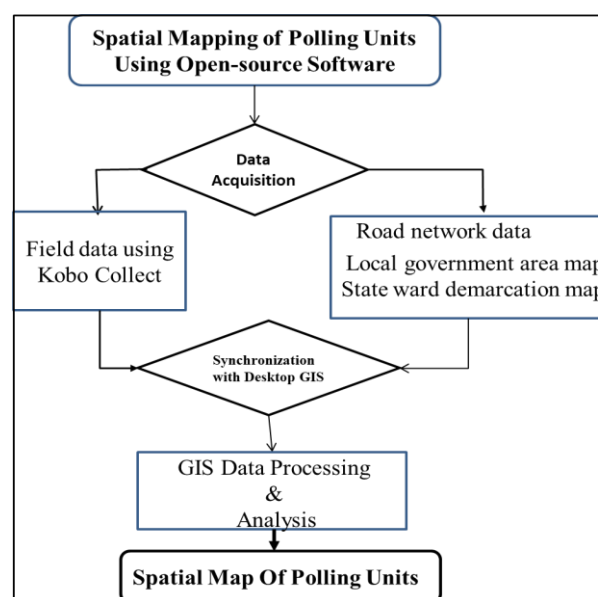 Spatial Mapping of Polling Units
Using Open-source Software
Data
Acquisition
Field data using
Kobo Collect
Road network data
Local government area map
State ward demarcation map
Synchronization
with Desktop GIS
GIS Data Processing
&
Analysis
Spatial Map Of Polling Units